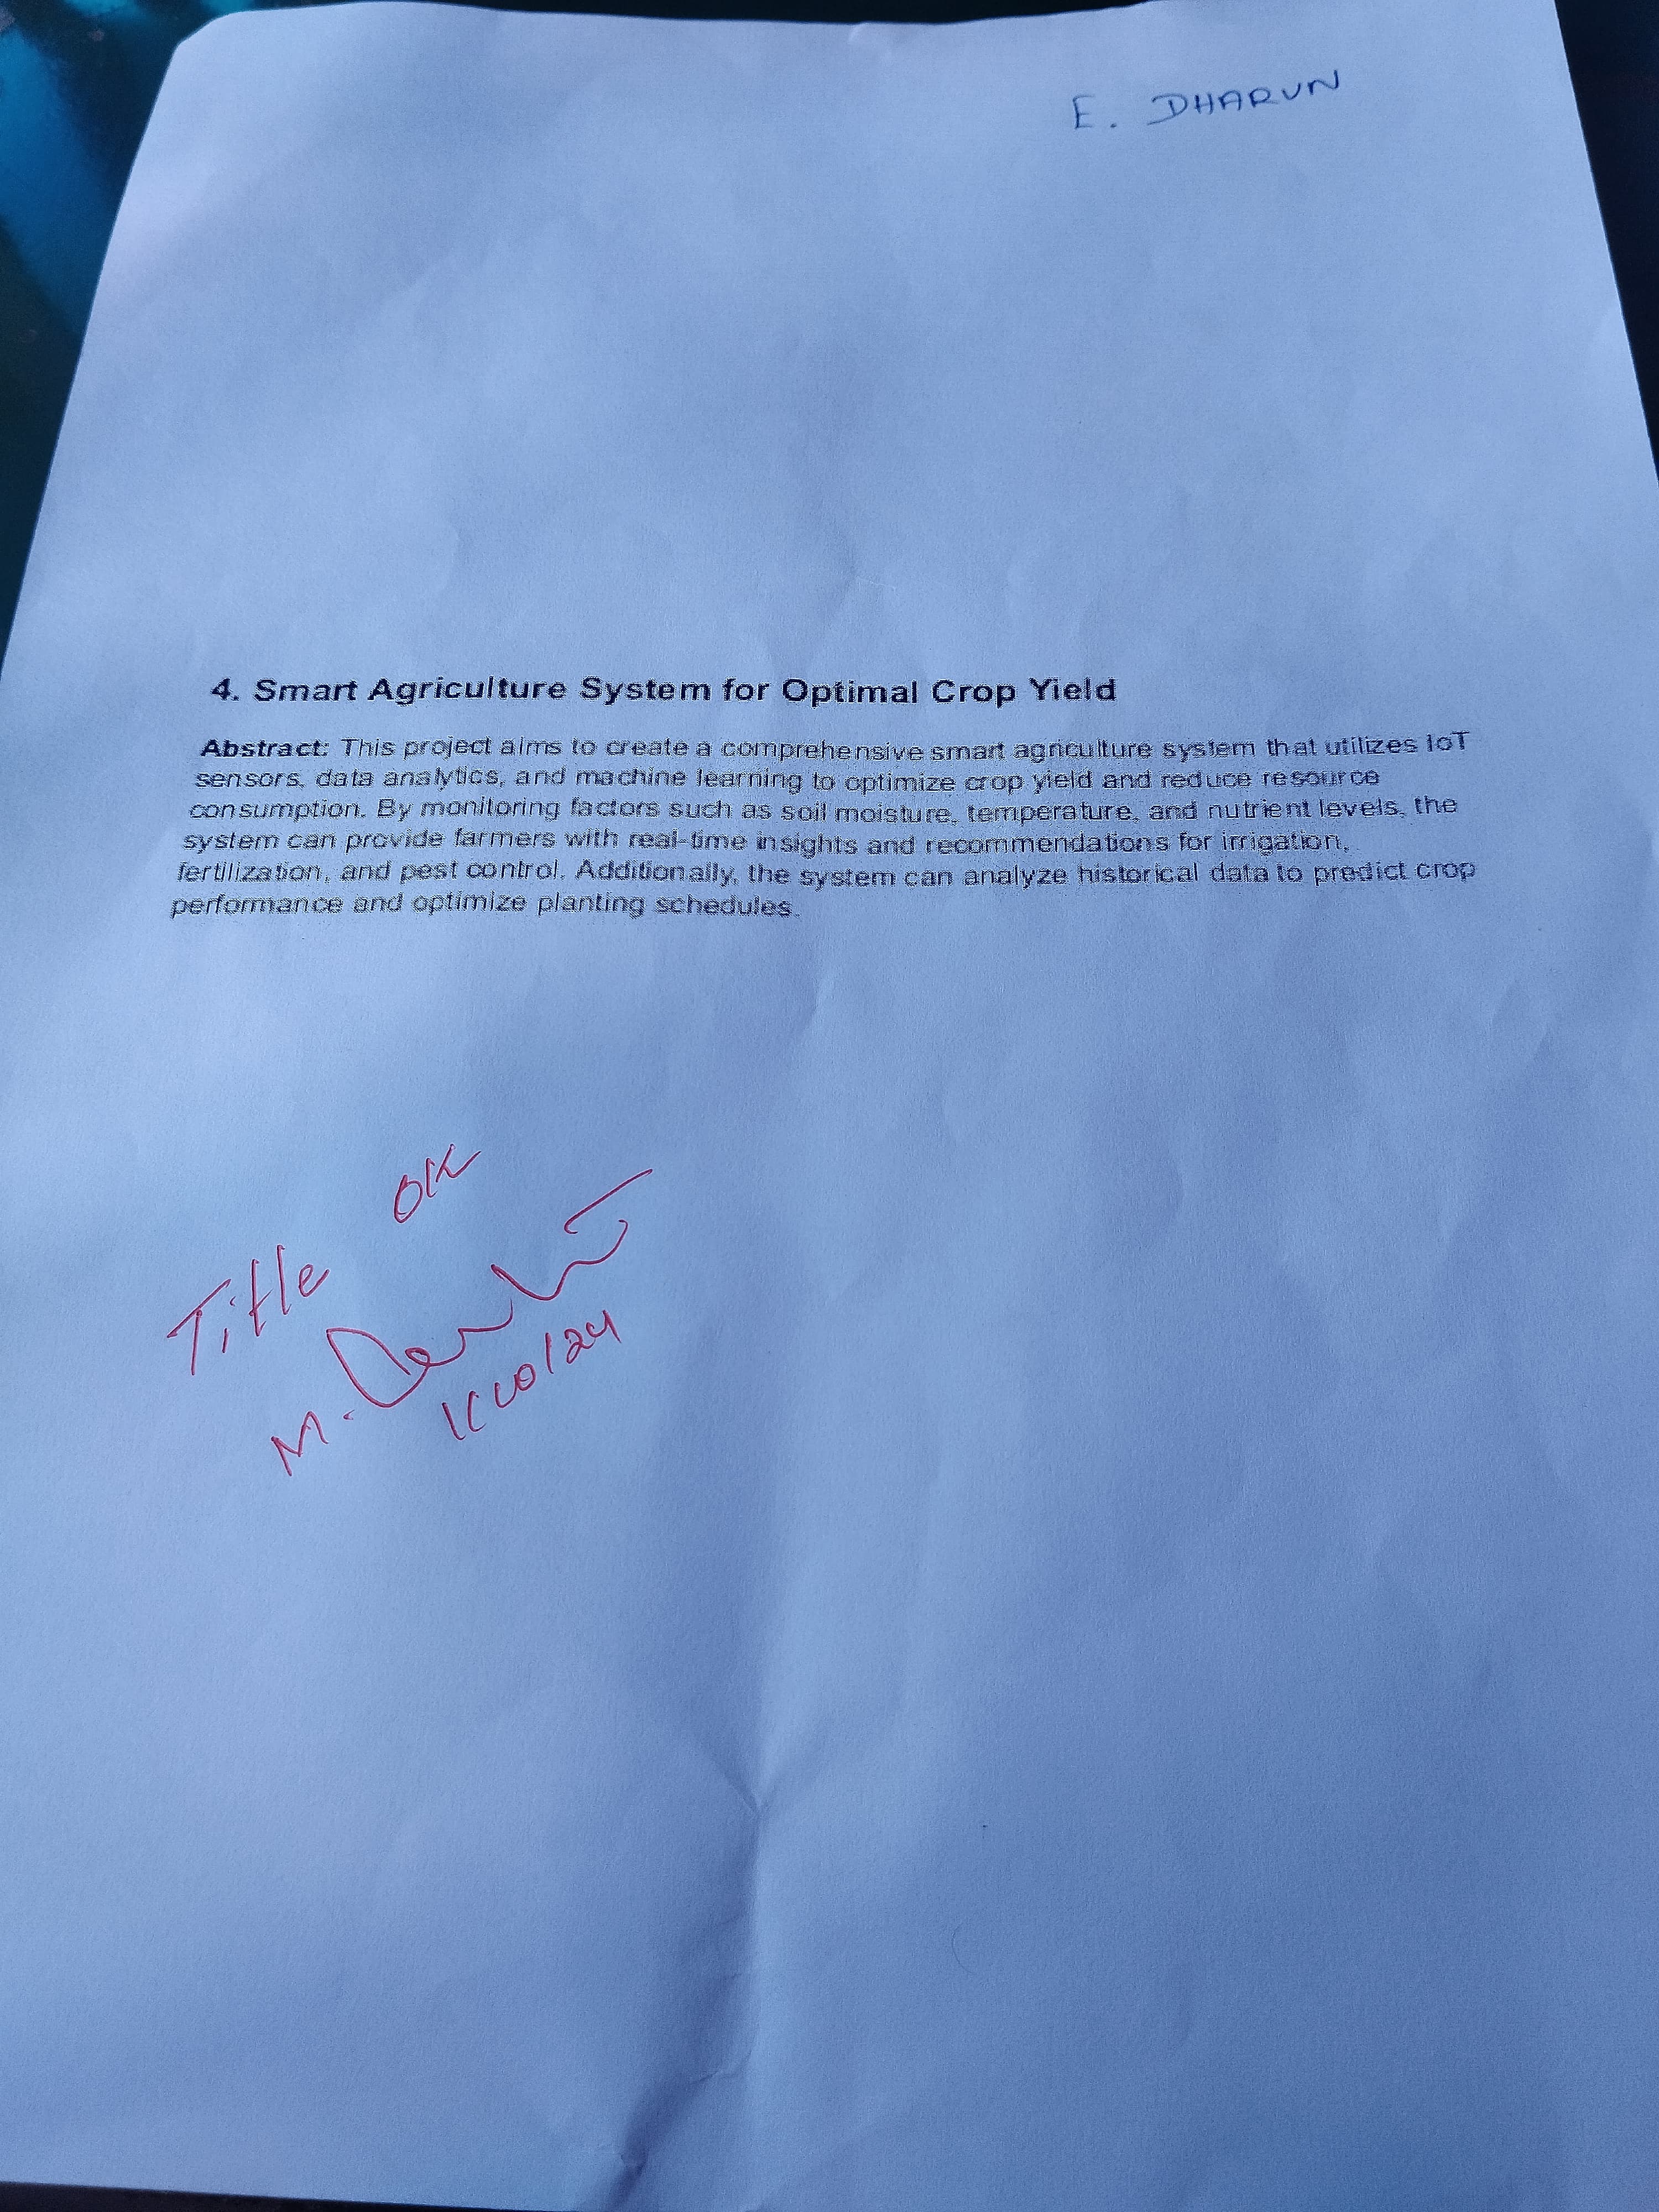 E. DHARUN
4. Smart Agriculture System for Optimal Crop Yield
Abstract: This project aims to create a comprehensive smart agriculture system that utilizes IoT
sensors, data analytics, and machine learning to optimize crop yield and reduce resource
consumption. By monitoring factors such as soil moisture, temperature, and nutrient levels, the
system can provide farmers with real-time insights and recommendations for irrigation,
fertilization, and pest control. Additionally, the system can analyze historical data to predict crop
performance and optimize planting schedules.
Title OK
M.